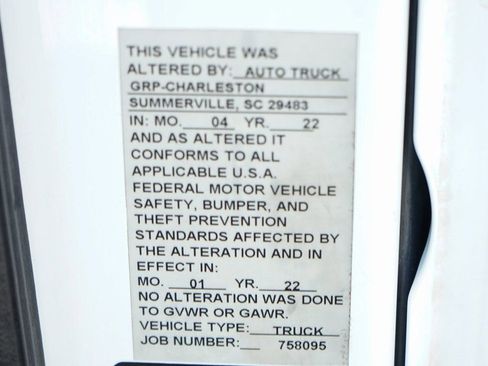 THIS VEHICLE WAS
ALTERED BY: AUTO TRUCK
GRP-CHARLESTON
SUMMERVILLE, SC 29483
IN: MO. 04 YR. 22
AND AS ALTERED IT
CONFORMS TO ALL
APPLICABLE U.S.A.
FEDERAL MOTOR VEHICLE
SAFETY, BUMPER, AND
THEFT PREVENTION
STANDARDS AFFECTED BY
THE ALTERATION AND IN
EFFECT IN:
MO. 01 YR. 22
NO ALTERATION WAS DONE
TO GVWR OR GAWR.
VEHICLE TYPE: TRUCK
JOB NUMBER: 758095